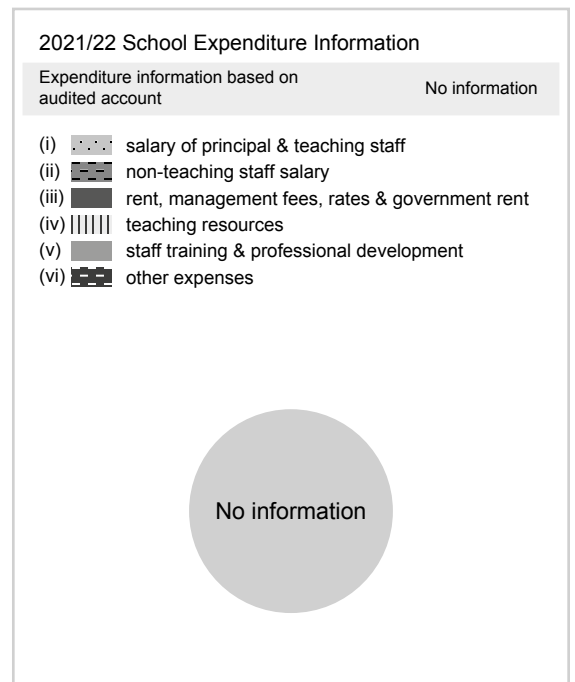 2021/22 School Expenditure Information
Expenditure information based on
audited account
No information
(i) salary of principal & teaching staff
(ii) non-teaching staff salary
(iii) rent, management fees, rates & government rent
(iv) teaching resources
(v) staff training & professional development
(vi) other expenses
No information